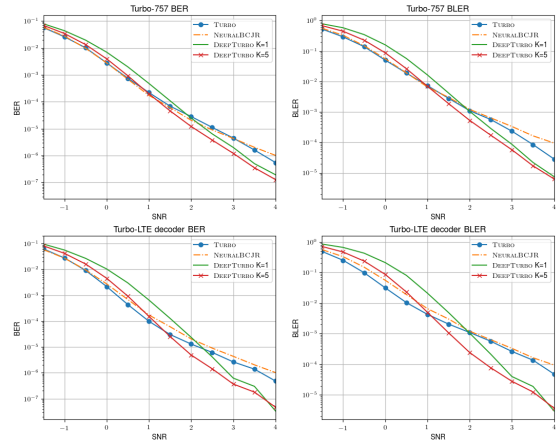 Turbo-757 BER
10⁻¹
10⁻²
10⁻³
10⁻⁴
10⁻⁵
10⁻⁶
10⁻⁷
BER
−1 0 1 2 3 4
SNR
TURBO
NEURALBCJR
DEEPTURBO K=1
DEEPTURBO K=5
Turbo-757 BLER
10⁰
10⁻¹
10⁻²
10⁻³
10⁻⁴
10⁻⁵
BLER
−1 0 1 2 3 4
SNR
TURBO
NEURALBCJR
DEEPTURBO K=1
DEEPTURBO K=5
Turbo-LTE decoder BER
10⁻¹
10⁻²
10⁻³
10⁻⁴
10⁻⁵
10⁻⁶
10⁻⁷
BER
−1 0 1 2 3 4
SNR
TURBO
NEURALBCJR
DEEPTURBO K=1
DEEPTURBO K=5
Turbo-LTE decoder BLER
10⁰
10⁻¹
10⁻²
10⁻³
10⁻⁴
10⁻⁵
BLER
−1 0 1 2 3 4
SNR
TURBO
NEURALBCJR
DEEPTURBO K=1
DEEPTURBO K=5